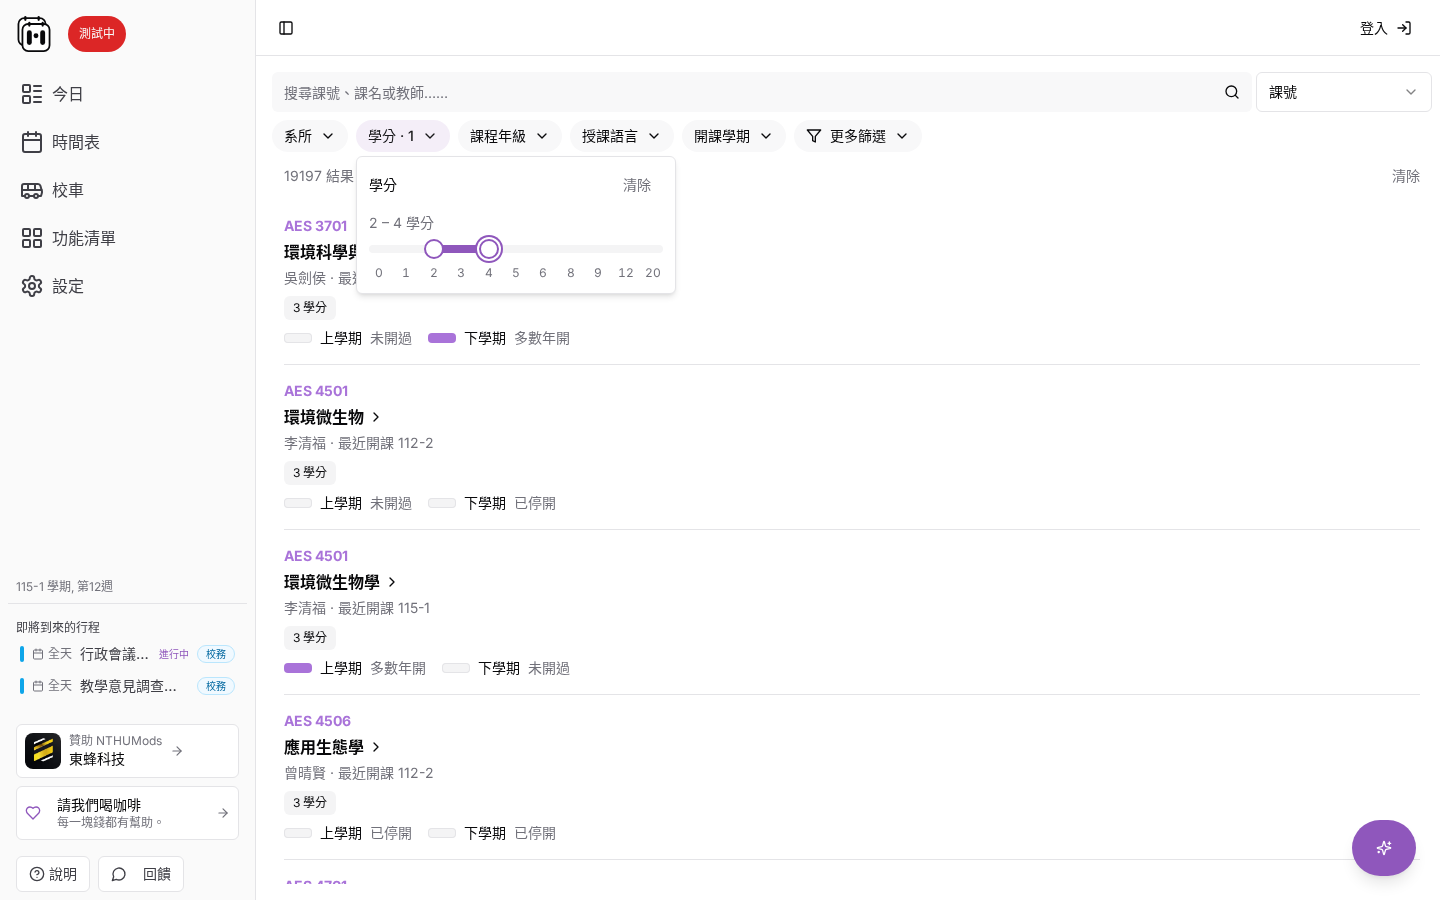 測試中
今日
時間表
校車
功能清單
設定
115-1 學期, 第12週
即將到來的行程
全天 行政會議... 進行中 校務
全天 教學意見調查... 校務
贊助 NTHUMods
東蜂科技
請我們喝咖啡
每一塊錢都有幫助。
說明 回饋
登入
搜尋課號、課名或教師...... 課號
系所 學分 · 1 課程年級 授課語言 開課學期 更多篩選
19197 結果 清除
學分 清除
2 – 4 學分
0 1 2 3 4 5 6 8 9 12 20
AES 3701
環境科學與
吳劍侯 · 最近
3 學分
上學期 未開過 下學期 多數年開
AES 4501
環境微生物
李清福 · 最近開課 112-2
3 學分
上學期 未開過 下學期 已停開
AES 4501
環境微生物學
李清福 · 最近開課 115-1
3 學分
上學期 多數年開 下學期 未開過
AES 4506
應用生態學
曾晴賢 · 最近開課 112-2
3 學分
上學期 已停開 下學期 已停開